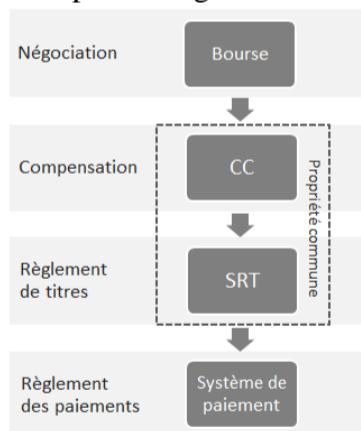 Négociation
Bourse
Compensation
CC
Propriété commune
Règlement
de titres
SRT
Règlement
des paiements
Système de
paiement